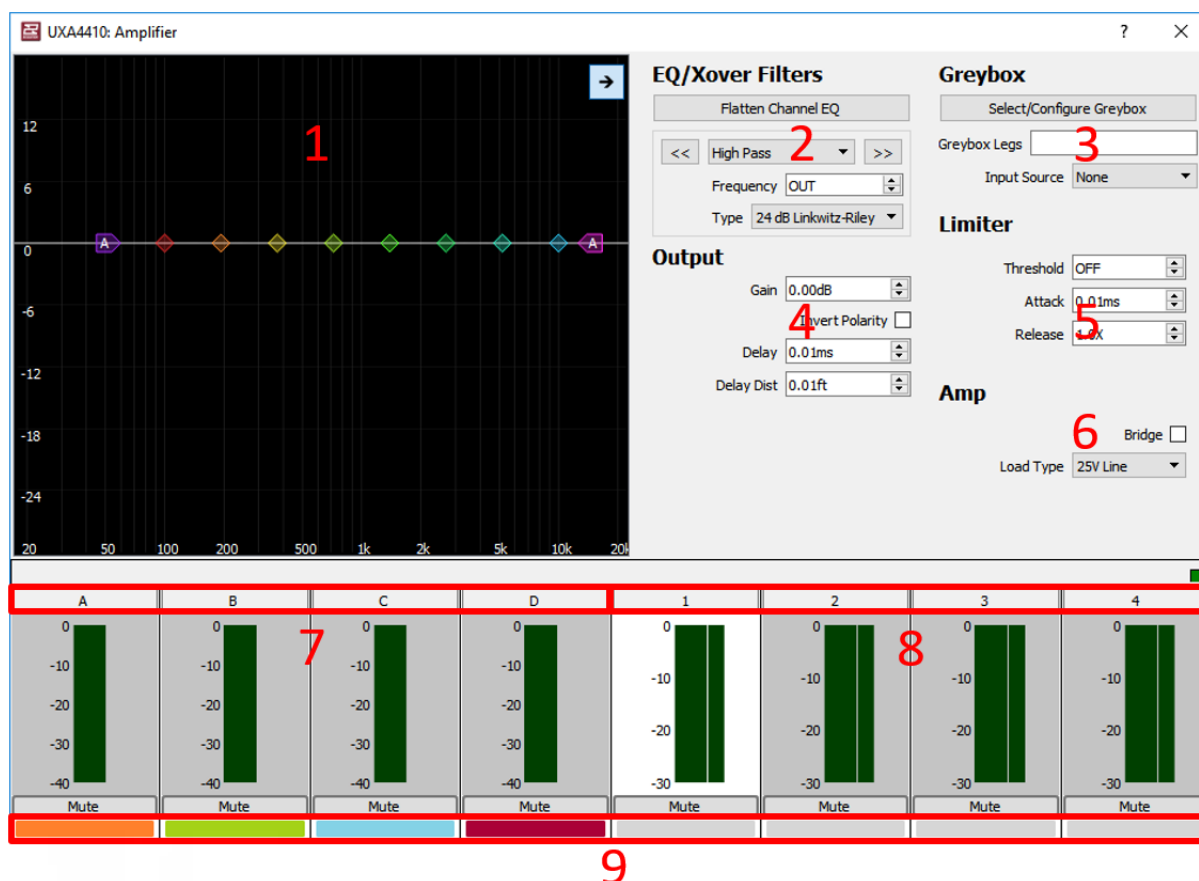 UXA4410: Amplifier
?
12
6
0
-6
-12
-18
-24
A
A
20 50 100 200 500 1k 2k 5k 10k 20k
1
EQ/Xover Filters
Flatten Channel EQ
<< High Pass >>
2
Frequency OUT
Type 24 dB Linkwitz-Riley
Output
Gain 0.00dB
Invert Polarity
4
Delay 0.01ms
Delay Dist 0.01ft
Greybox
Select/Configure Greybox
Greybox Legs
3
Input Source None
Limiter
Threshold OFF
Attack 0.01ms
5
Release 1.0X
Amp
6
Bridge
Load Type 25V Line
A B C D 1 2 3 4
7
8
0 0 0 0 0 0 0 0
-10 -10 -10 -10 -10 -10 -10 -10
-20 -20 -20 -20 -20 -20 -20 -20
-30 -30 -30 -30
-40 -40 -40 -40 -30 -30 -30 -30
Mute Mute Mute Mute Mute Mute Mute Mute
9